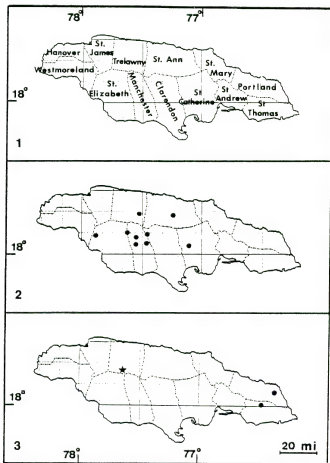 78° 77°
Hanover
St. James
Trelawny
St. Ann
St. Mary
Westmoreland
St. Elizabeth
Manchester
Clarendon
St Catherine
St Andrew
Portland
St Thomas
18°
1
18°
2
18°
3
20 mi
78° 77°